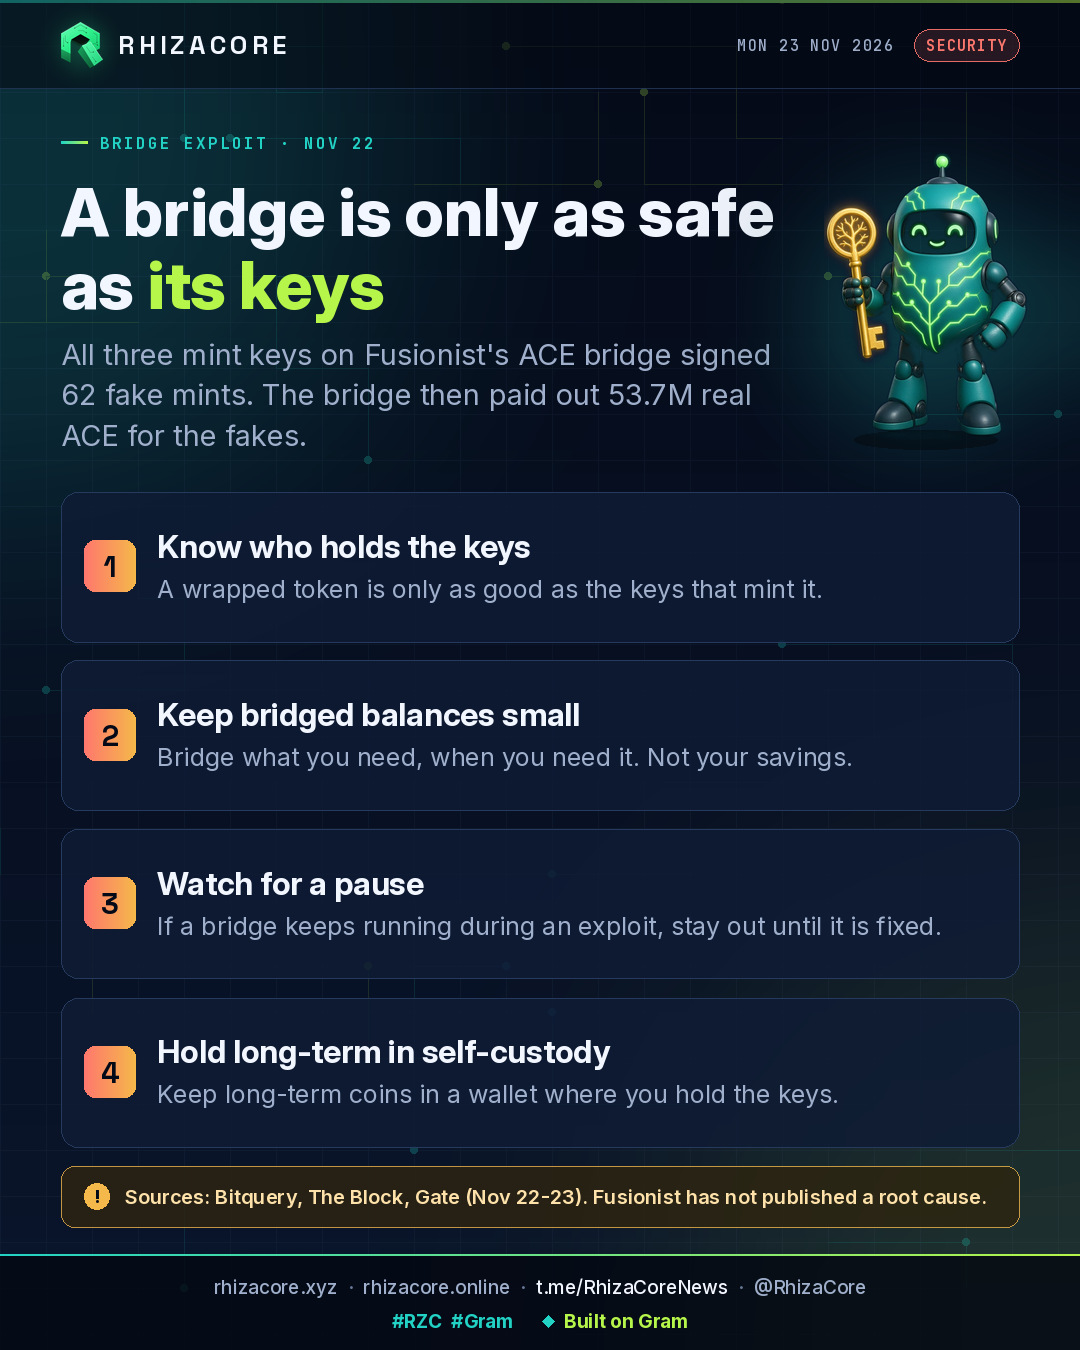 RHIZACORE
MON 23 NOV 2026
SECURITY
BRIDGE EXPLOIT · NOV 22
A bridge is only as safe
as its keys
All three mint keys on Fusionist's ACE bridge signed
62 fake mints. The bridge then paid out 53.7M real
ACE for the fakes.
1
Know who holds the keys
A wrapped token is only as good as the keys that mint it.
2
Keep bridged balances small
Bridge what you need, when you need it. Not your savings.
3
Watch for a pause
If a bridge keeps running during an exploit, stay out until it is fixed.
4
Hold long-term in self-custody
Keep long-term coins in a wallet where you hold the keys.
! Sources: Bitquery, The Block, Gate (Nov 22-23). Fusionist has not published a root cause.
rhizacore.xyz · rhizacore.online · t.me/RhizaCoreNews · @RhizaCore
#RZC #Gram ◆ Built on Gram